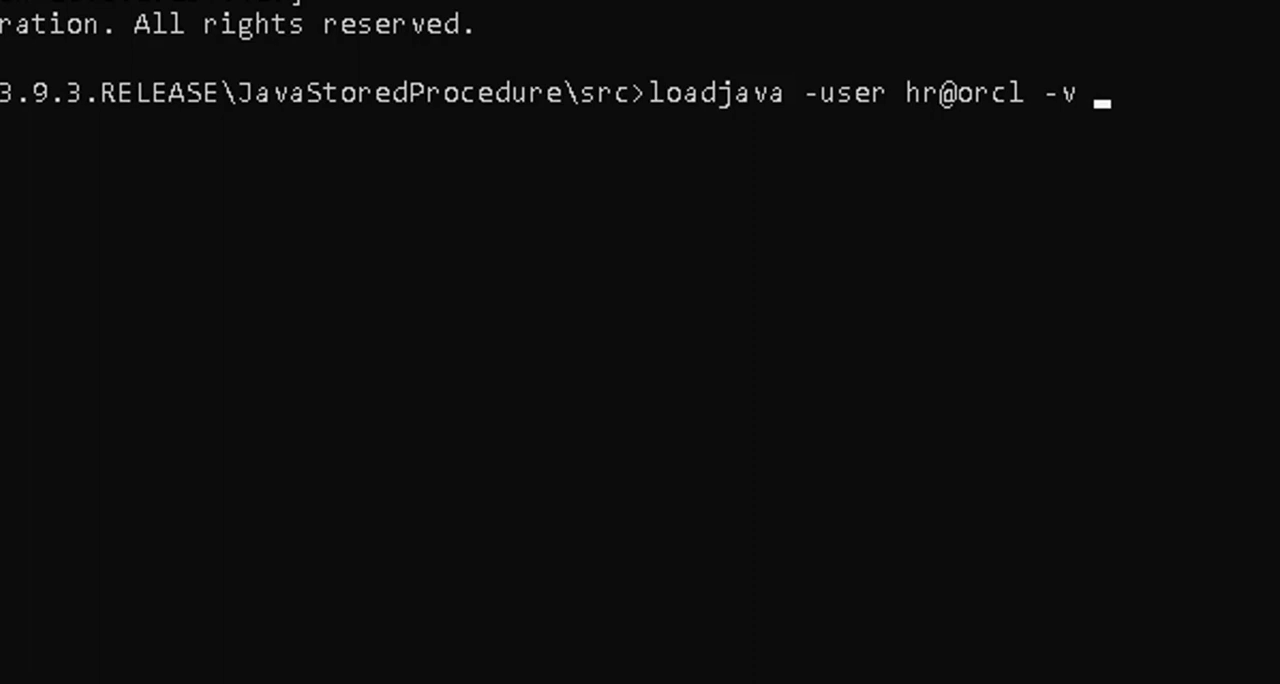 ration. All rights reserved.
3.9.3.RELEASE\JavaStoredProcedure\src>loadjava -user hr@orcl -v